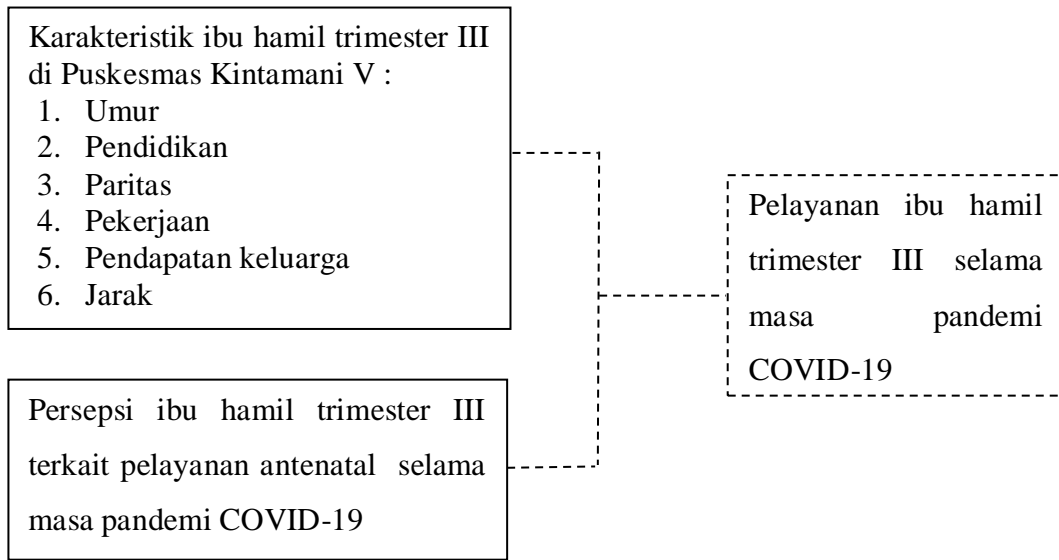 Karakteristik ibu hamil trimester III
di Puskesmas Kintamani V :
1. Umur
2. Pendidikan
3. Paritas
4. Pekerjaan
5. Pendapatan keluarga
6. Jarak
Pelayanan ibu hamil
trimester III selama
masa pandemi
COVID-19
Persepsi ibu hamil trimester III
terkait pelayanan antenatal selama
masa pandemi COVID-19